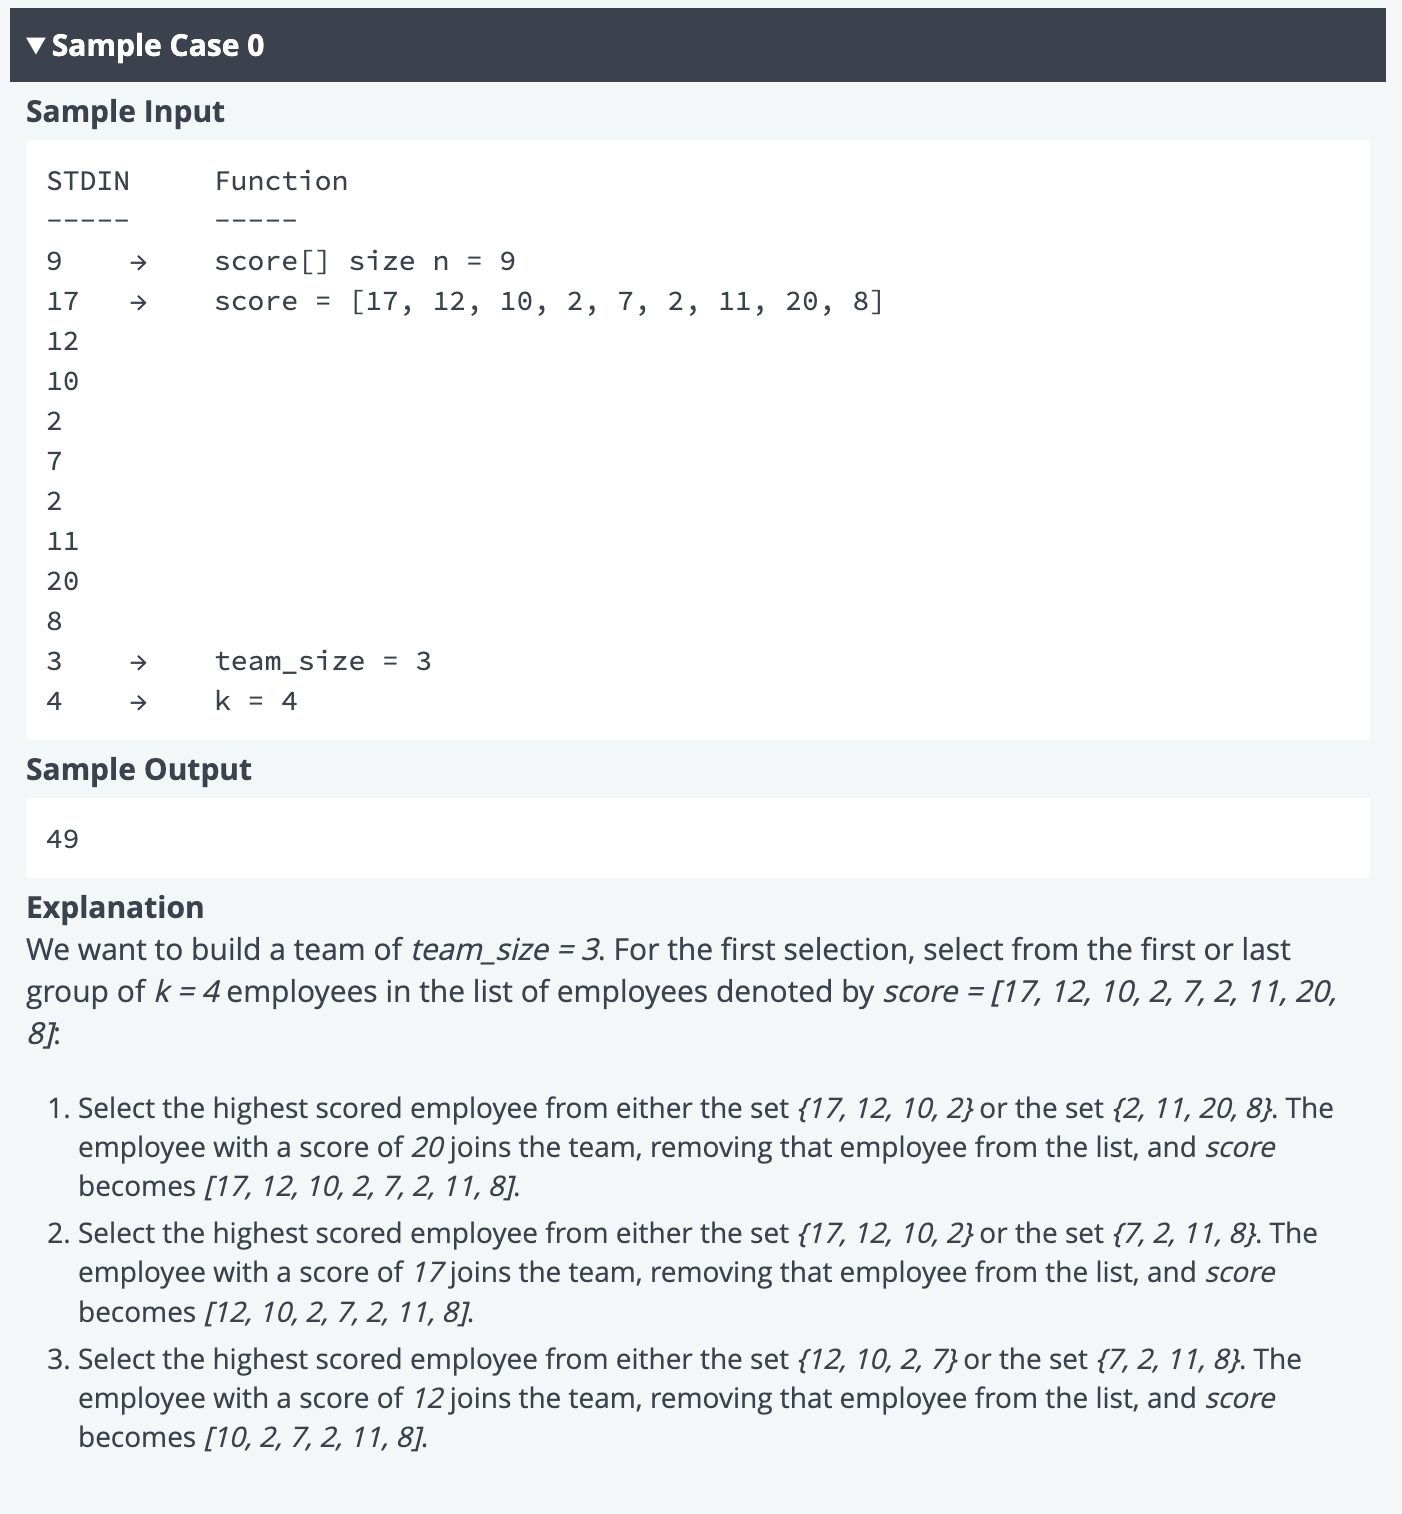 ▼ Sample Case 0
Sample Input
STDIN     Function
-----     -----
9    →    score[] size n = 9
17   →    score = [17, 12, 10, 2, 7, 2, 11, 20, 8]
12
10
2
7
2
11
20
8
3    →    team_size = 3
4    →    k = 4
Sample Output
49
Explanation
We want to build a team of team_size = 3. For the first selection, select from the first or last
group of k = 4 employees in the list of employees denoted by score = [17, 12, 10, 2, 7, 2, 11, 20,
8]:
1. Select the highest scored employee from either the set {17, 12, 10, 2} or the set {2, 11, 20, 8}. The
employee with a score of 20 joins the team, removing that employee from the list, and score
becomes [17, 12, 10, 2, 7, 2, 11, 8].
2. Select the highest scored employee from either the set {17, 12, 10, 2} or the set {7, 2, 11, 8}. The
employee with a score of 17 joins the team, removing that employee from the list, and score
becomes [12, 10, 2, 7, 2, 11, 8].
3. Select the highest scored employee from either the set {12, 10, 2, 7} or the set {7, 2, 11, 8}. The
employee with a score of 12 joins the team, removing that employee from the list, and score
becomes [10, 2, 7, 2, 11, 8].